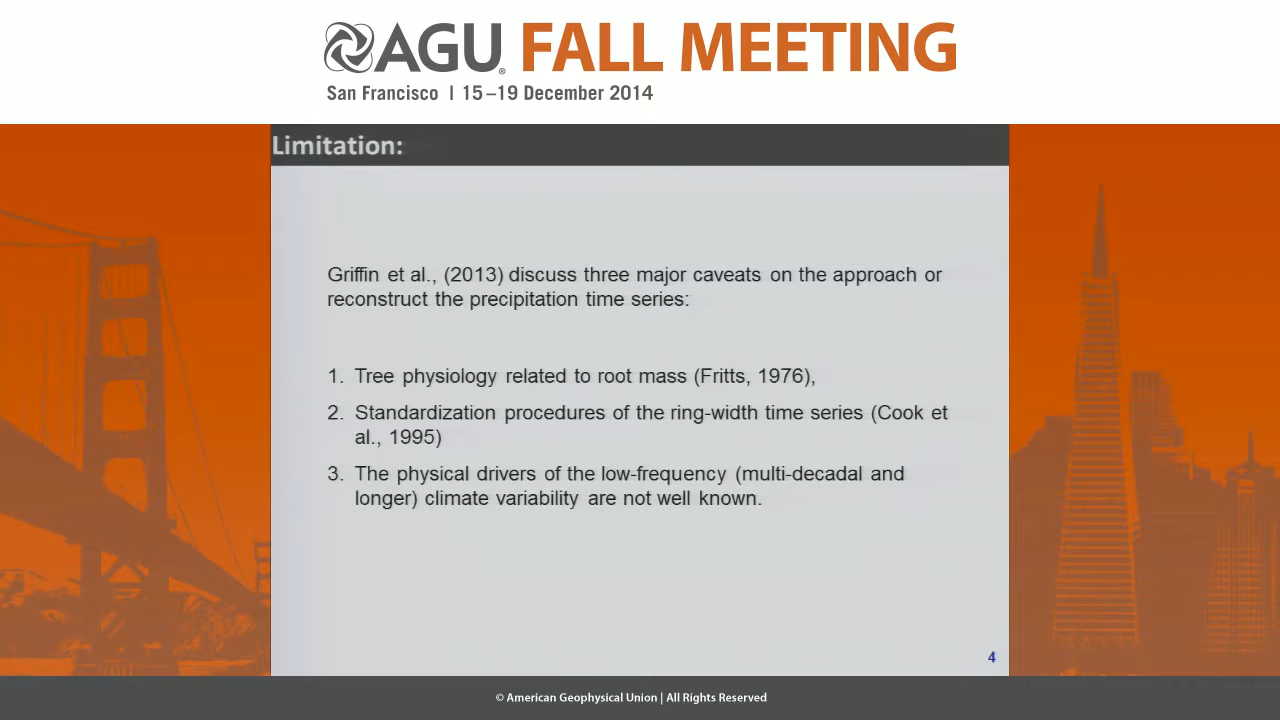 AGU FALL MEETING
San Francisco | 15–19 December 2014
Limitation:
Griffin et al., (2013) discuss three major caveats on the approach or
reconstruct the precipitation time series:
1. Tree physiology related to root mass (Fritts, 1976),
2. Standardization procedures of the ring-width time series (Cook et
al., 1995)
3. The physical drivers of the low-frequency (multi-decadal and
longer) climate variability are not well known.
4
© American Geophysical Union | All Rights Reserved